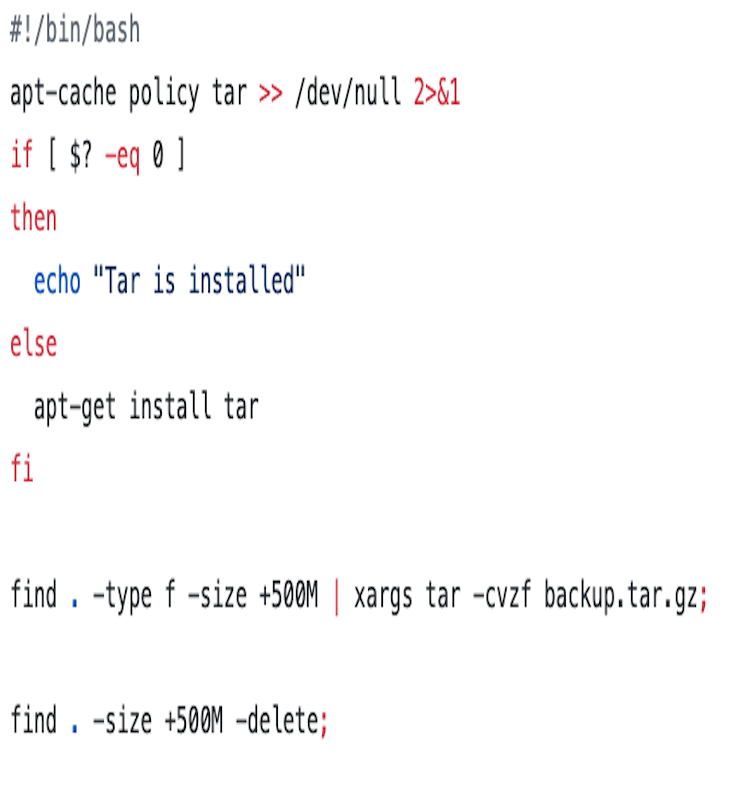 #!/bin/bash
apt-cache policy tar >> /dev/null 2>&1
if [ $? -eq 0 ]
then
  echo "Tar is installed"
else
  apt-get install tar
fi
find . -type f -size +500M | xargs tar -cvzf backup.tar.gz;
find . -size +500M -delete;